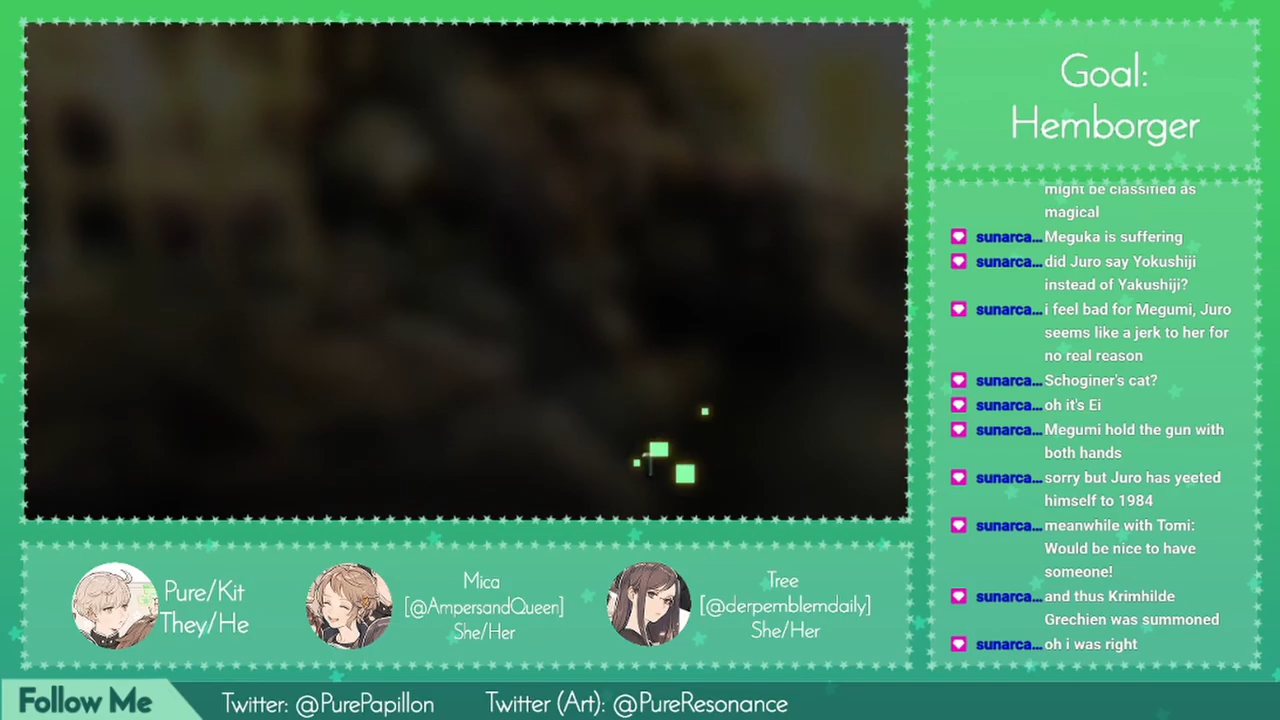 Goal:
Hemborger
might be classified as
magical
sunarca... Meguka is suffering
sunarca... did Juro say Yokushiji
instead of Yakushiji?
sunarca... i feel bad for Megumi, Juro
seems like a jerk to her for
no real reason
sunarca... Schoginer's cat?
sunarca... oh it's Ei
sunarca... Megumi hold the gun with
both hands
sunarca... sorry but Juro has yeeted
himself to 1984
sunarca... meanwhile with Tomi:
Would be nice to have
someone!
sunarca... and thus Krimhilde
Grechien was summoned
sunarca... oh i was right
Pure/Kit
They/He
Mica
[@AmpersandQueen]
She/Her
Tree
[@derpemblemdaily]
She/Her
Follow Me
Twitter: @PurePapillon
Twitter (Art): @PureResonance